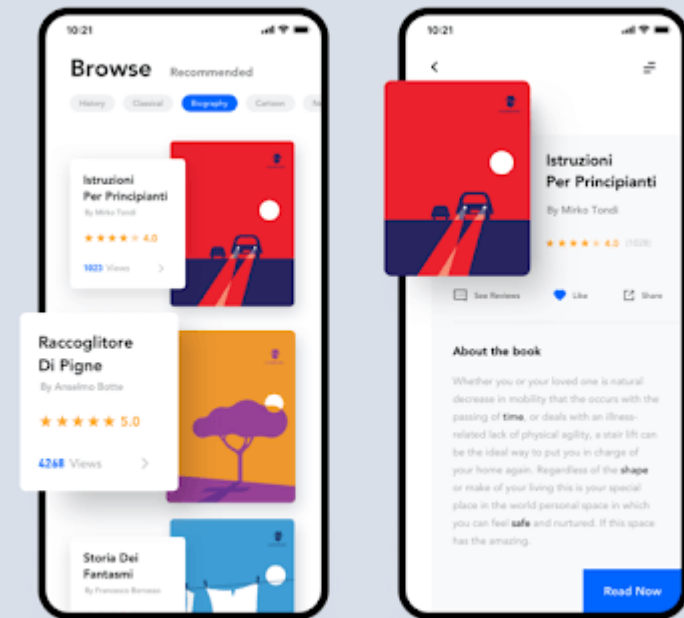 10:21
Browse Recommended
History Classical Biography Cartoon
Istruzioni
Per Principianti
By Mirko Tondi
4.0
1023 Views
Raccoglitore
Di Pigne
By Anselmo Botte
5.0
4268 Views
Storia Dei
Fantasmi
By Francesco
10:21
Istruzioni
Per Principianti
By Mirko Tondi
4.0 (1028)
See Reviews Like Share
About the book
Whether you or your loved one is natural
decrease in mobility that the occurs with the
passing of time, or deals with an illness-
related lack of physical agility, a stair lift can
be the ideal way to put you in charge of
your home again. Regardless of the shape
or make of your living this is your special
place in the world personal space in which
you can feel safe and nurtured. If this space
has the amazing.
Read Now